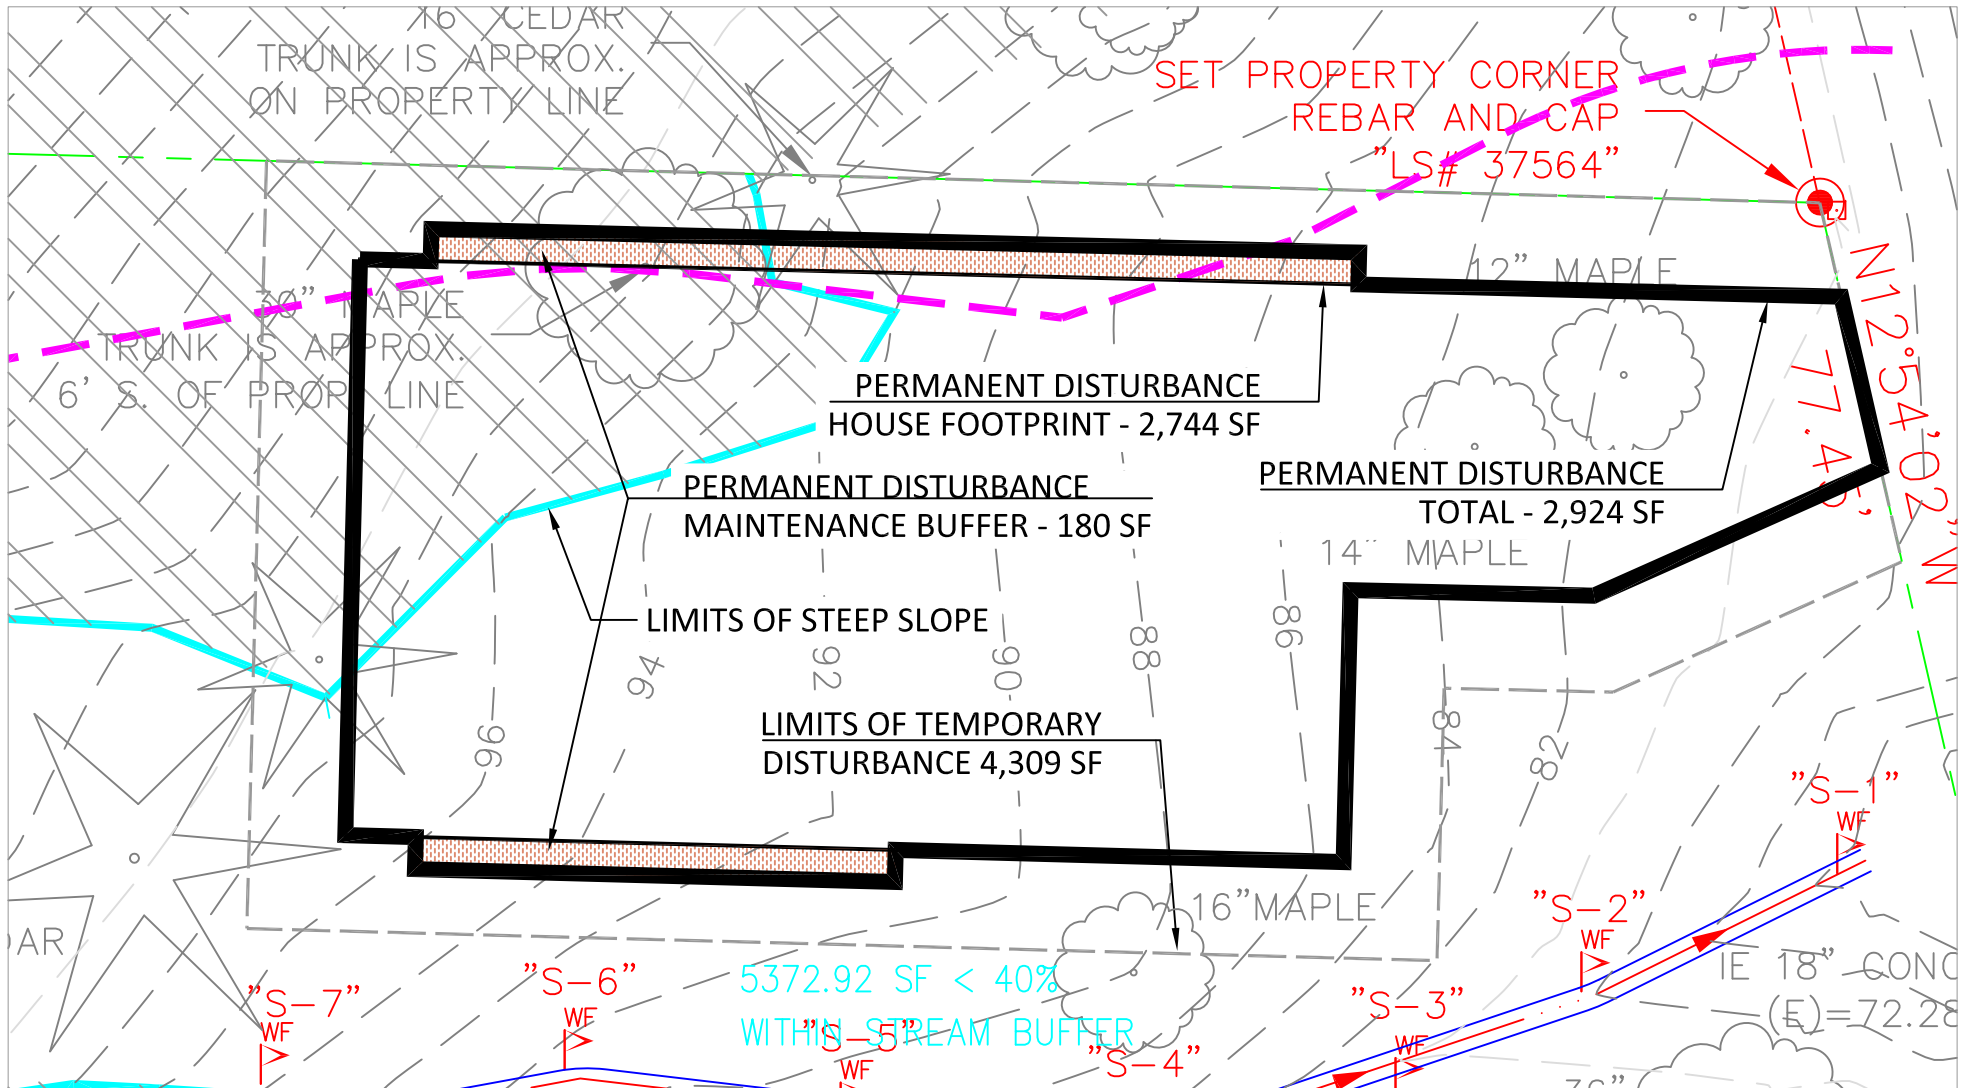 16" CEDAR
TRUNK IS APPROX.
ON PROPERTY LINE
SET PROPERTY CORNER
REBAR AND CAP
"LS# 37564"
12" MAPLE
N12°54'02"W
77.45'
30" MAPLE
TRUNK IS APPROX.
6' S. OF PROP. LINE
PERMANENT DISTURBANCE
HOUSE FOOTPRINT - 2,744 SF
PERMANENT DISTURBANCE
MAINTENANCE BUFFER - 180 SF
PERMANENT DISTURBANCE
TOTAL - 2,924 SF
14" MAPLE
LIMITS OF STEEP SLOPE
96
94
92
90
88
86
84
82
LIMITS OF TEMPORARY
DISTURBANCE 4,309 SF
16"MAPLE
"S-1"
WF
"S-2"
WF
"S-3"
WF
"S-4"
"S-5"
WF
"S-6"
WF
"S-7"
WF
5372.92 SF < 40%
WITHIN STREAM BUFFER
IE 18" CONC
(E)=72.28
DAR
36"